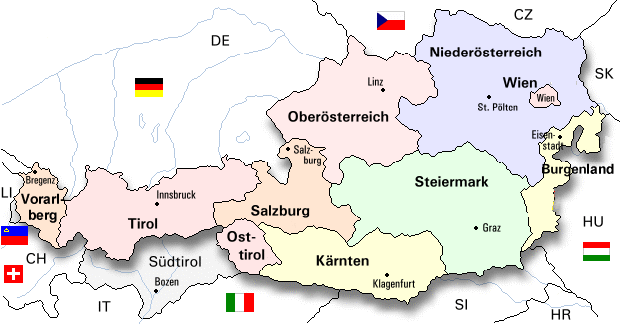 CZ
DE
Niederösterreich
SK
Linz
Wien
Wien
St. Pölten
Oberösterreich
Eisen-
stadt
Salz-
burg
Burgenland
Bregenz
Steiermark
LI
Innsbruck
Vorarl
berg
Salzburg
Tirol
HU
Graz
Ost-
tirol
CH
Südtirol
Kärnten
Bozen
Klagenfurt
IT
SI
HR